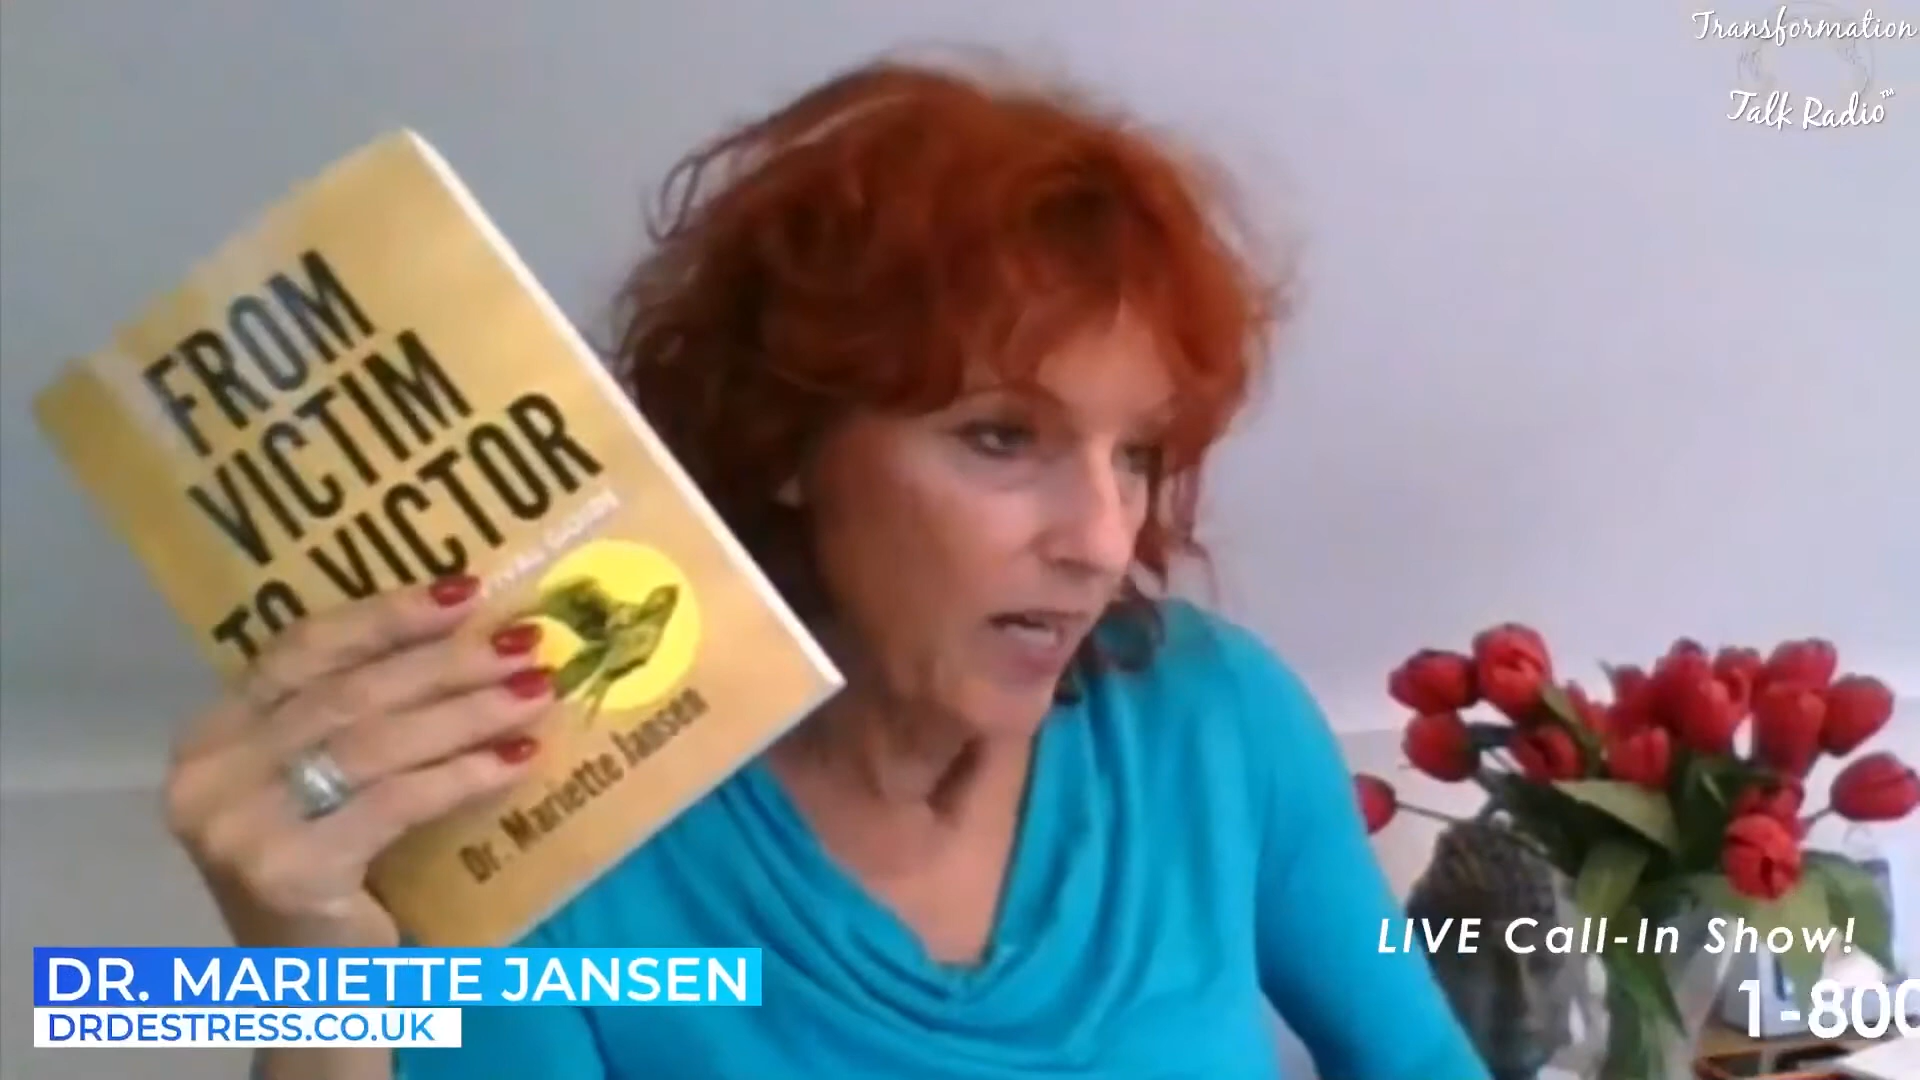 Transformation
Talk Radio™
FROM
VICTIM
TO VICTOR
Dr. Mariette Jansen
LIVE Call-In Show!
1-800
DR. MARIETTE JANSEN
DRDESTRESS.CO.UK